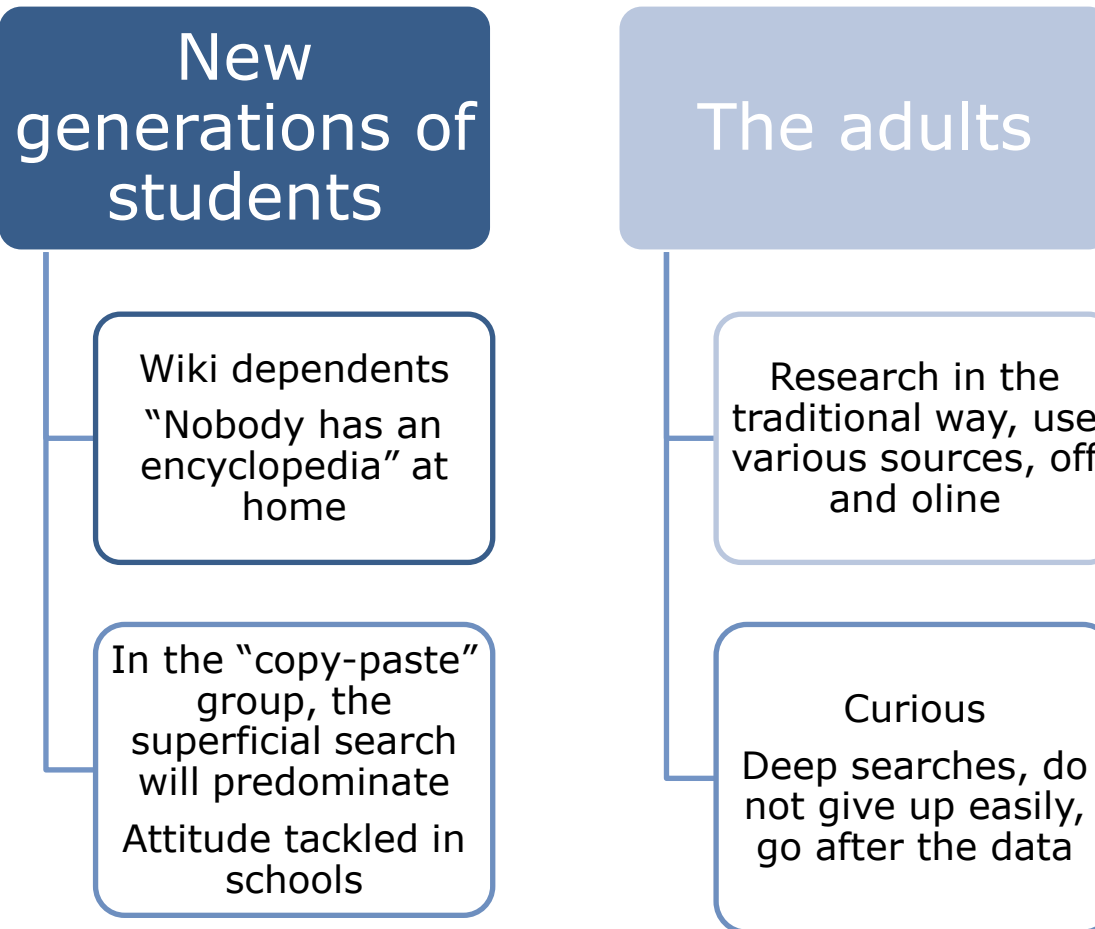 New
generations of
students
Wiki dependents
“Nobody has an
encyclopedia” at
home
In the “copy-paste”
group, the
superficial search
will predominate
Attitude tackled in
schools
The adults
Research in the
traditional way, use
various sources, off
and oline
Curious
Deep searches, do
not give up easily,
go after the data